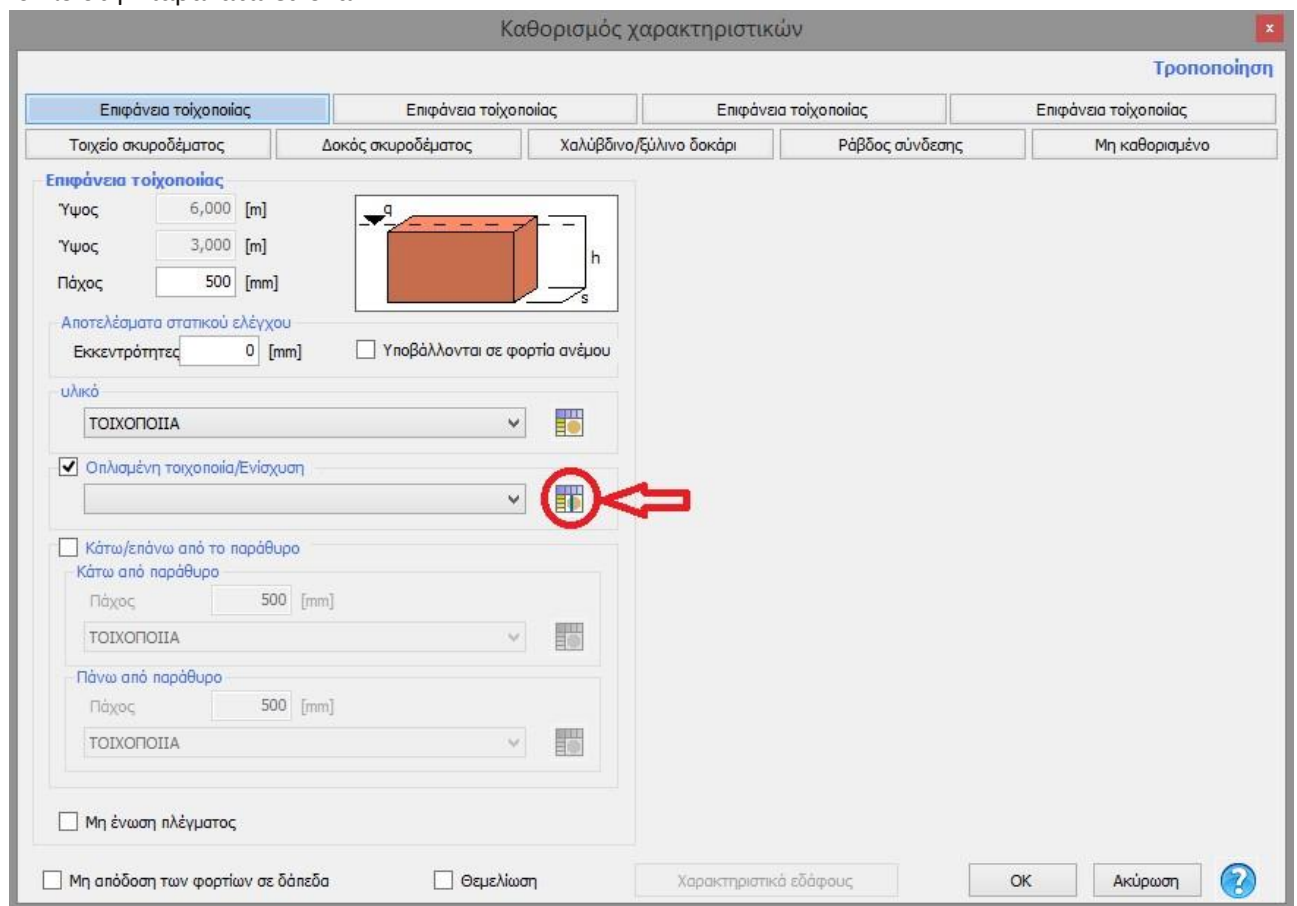 Καθορισμός χαρακτηριστικών
x
Τροποποίηση
Επιφάνεια τοίχοποίας Επιφάνεια τοίχοποιίας Επιφάνεια τοίχοποιίας Επιφάνεια τοίχοποιίας
Τοιχείο σκυροδέματος Δοκός σκυροδέματος Χαλύβδινο/ξύλινο δοκάρι Ράβδος σύνδεσης Μη καθορισμένο
Επιφάνεια τοίχοποιίας
Ύψος 6,000 [m]
Ύψος 3,000 [m]
Πάχος 500 [mm]
q
h
s
Αποτελέσματα στατικού ελέγχου
Εκκεντρότητες 0 [mm] Υποβάλλονται σε φορτία ανέμου
υλικό
ΤΟΙΧΟΠΟΙΙΑ
Οπλισμένη τοιχοποιία/Ενίσχυση
Κάτω/επάνω από το παράθυρο
Κάτω από παράθυρο
Πάχος 500 [mm]
ΤΟΙΧΟΠΟΙΙΑ
Πάνω από παράθυρο
Πάχος 500 [mm]
ΤΟΙΧΟΠΟΙΙΑ
Μη ένωση πλέγματος
Μη απόδοση των φορτίων σε δάπεδα Θεμελίωση Χαρακτηριστικά εδάφους OK Ακύρωση ?